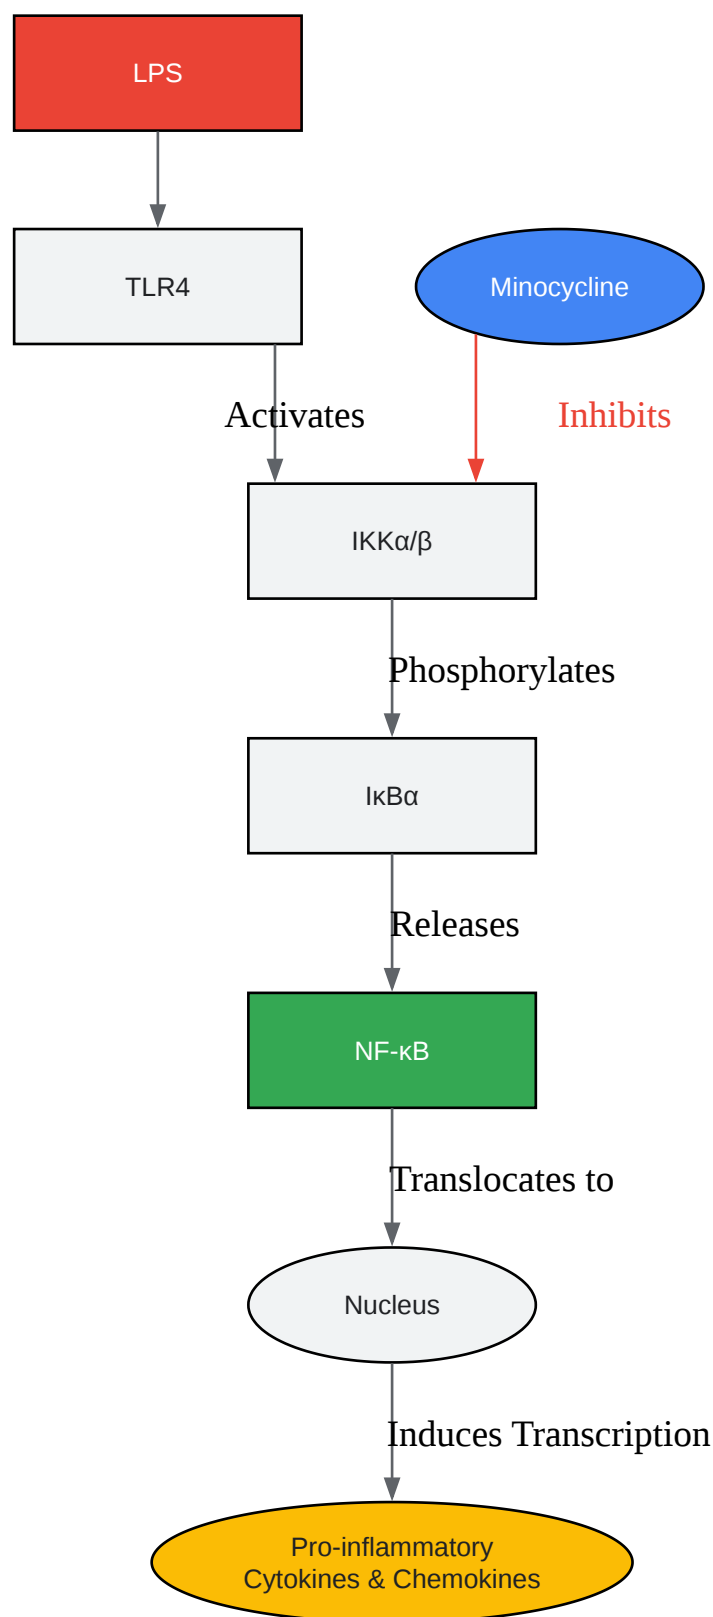 LPS
TLR4
Minocycline
Activates
Inhibits
IKKα/β
Phosphorylates
IκBα
Releases
NF-κB
Translocates to
Nucleus
Induces Transcription
Pro-inflammatory
Cytokines & Chemokines